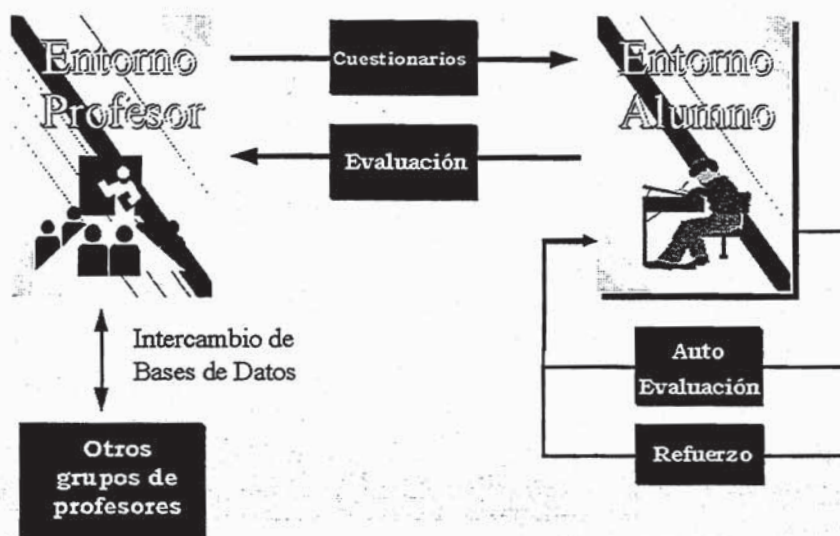 Entorno
Profesor
Cuestionarios
Entorno
Alumno
Evaluación
Intercambio de
Bases de Datos
Otros
grupos de
profesores
Auto
Evaluación
Refuerzo